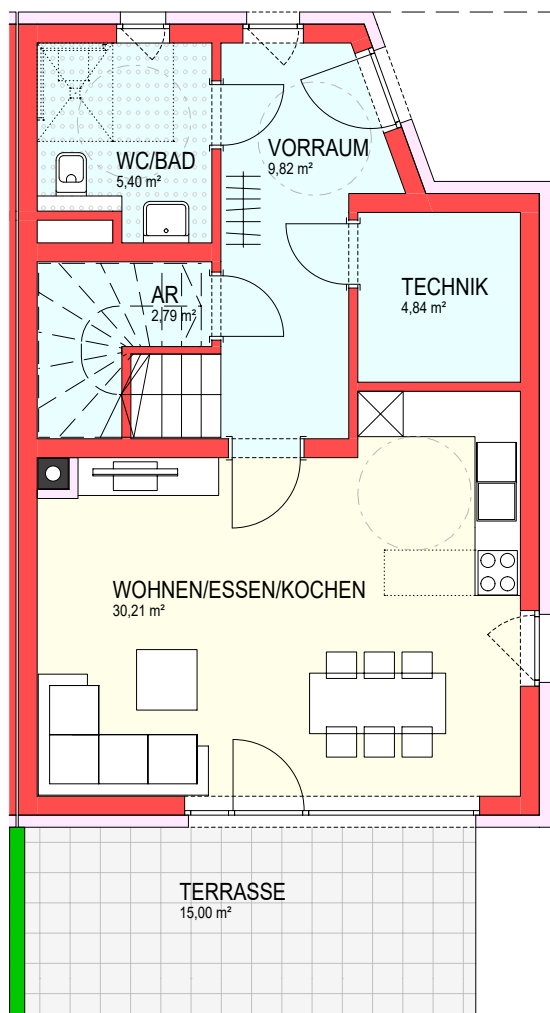 VORRAUM
9,82 m²
WC/BAD
5,40 m²
AR
2,79 m²
TECHNIK
4,84 m²
WOHNEN/ESSEN/KOCHEN
30,21 m²
TERRASSE
15,00 m²